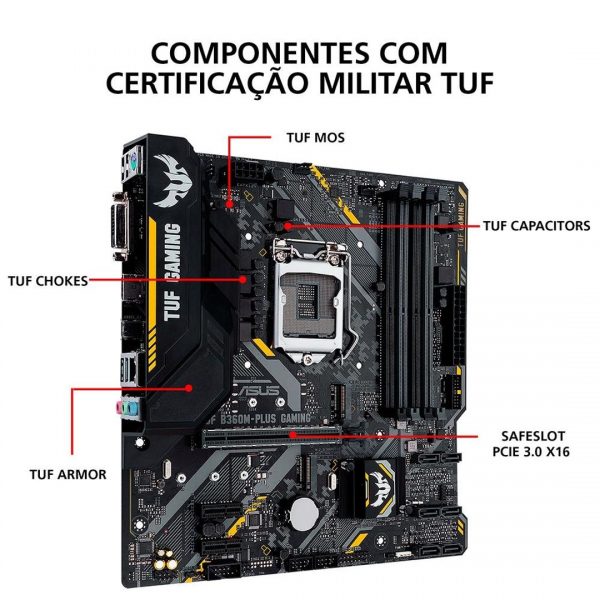 COMPONENTES COM
CERTIFICAÇÃO MILITAR TUF
TUF MOS
TUF CAPACITORS
TUF CHOKES
TUF GAMING
TUF GAMING
TUF ARMOR
ASUS
B360M-PLUS GAMING
SAFESLOT
PCIE 3.0 X16